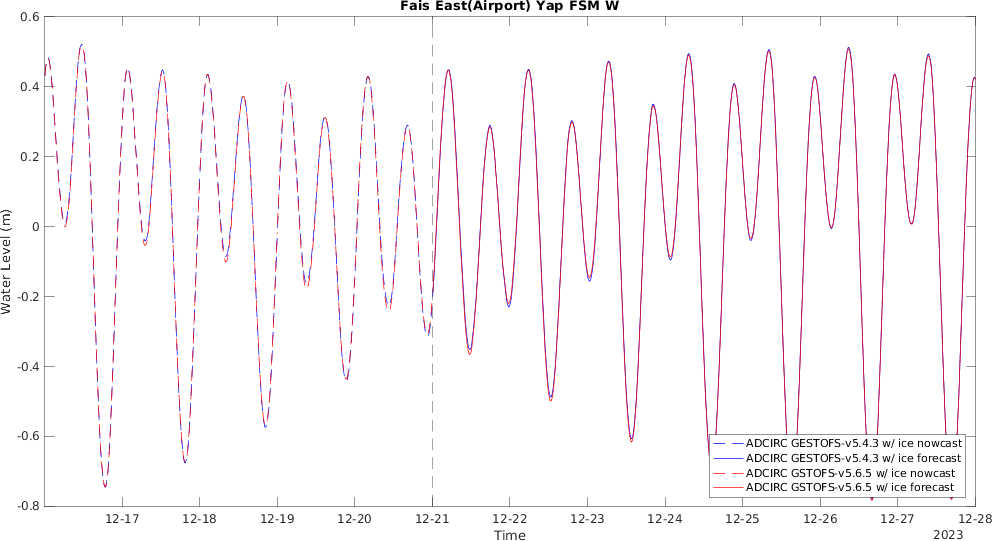 Fais East(Airport) Yap FSM W
0.6
0.4
0.2
0
-0.2
-0.4
-0.6
-0.8
Water Level (m)
ADCIRC GESTOFS-v5.4.3 w/ ice nowcast
ADCIRC GESTOFS-v5.4.3 w/ ice forecast
ADCIRC GSTOFS-v5.6.5 w/ ice nowcast
ADCIRC GSTOFS-v5.6.5 w/ ice forecast
12-17 12-18 12-19 12-20 12-21 12-22 12-23 12-24 12-25 12-26 12-27 12-28
Time
2023